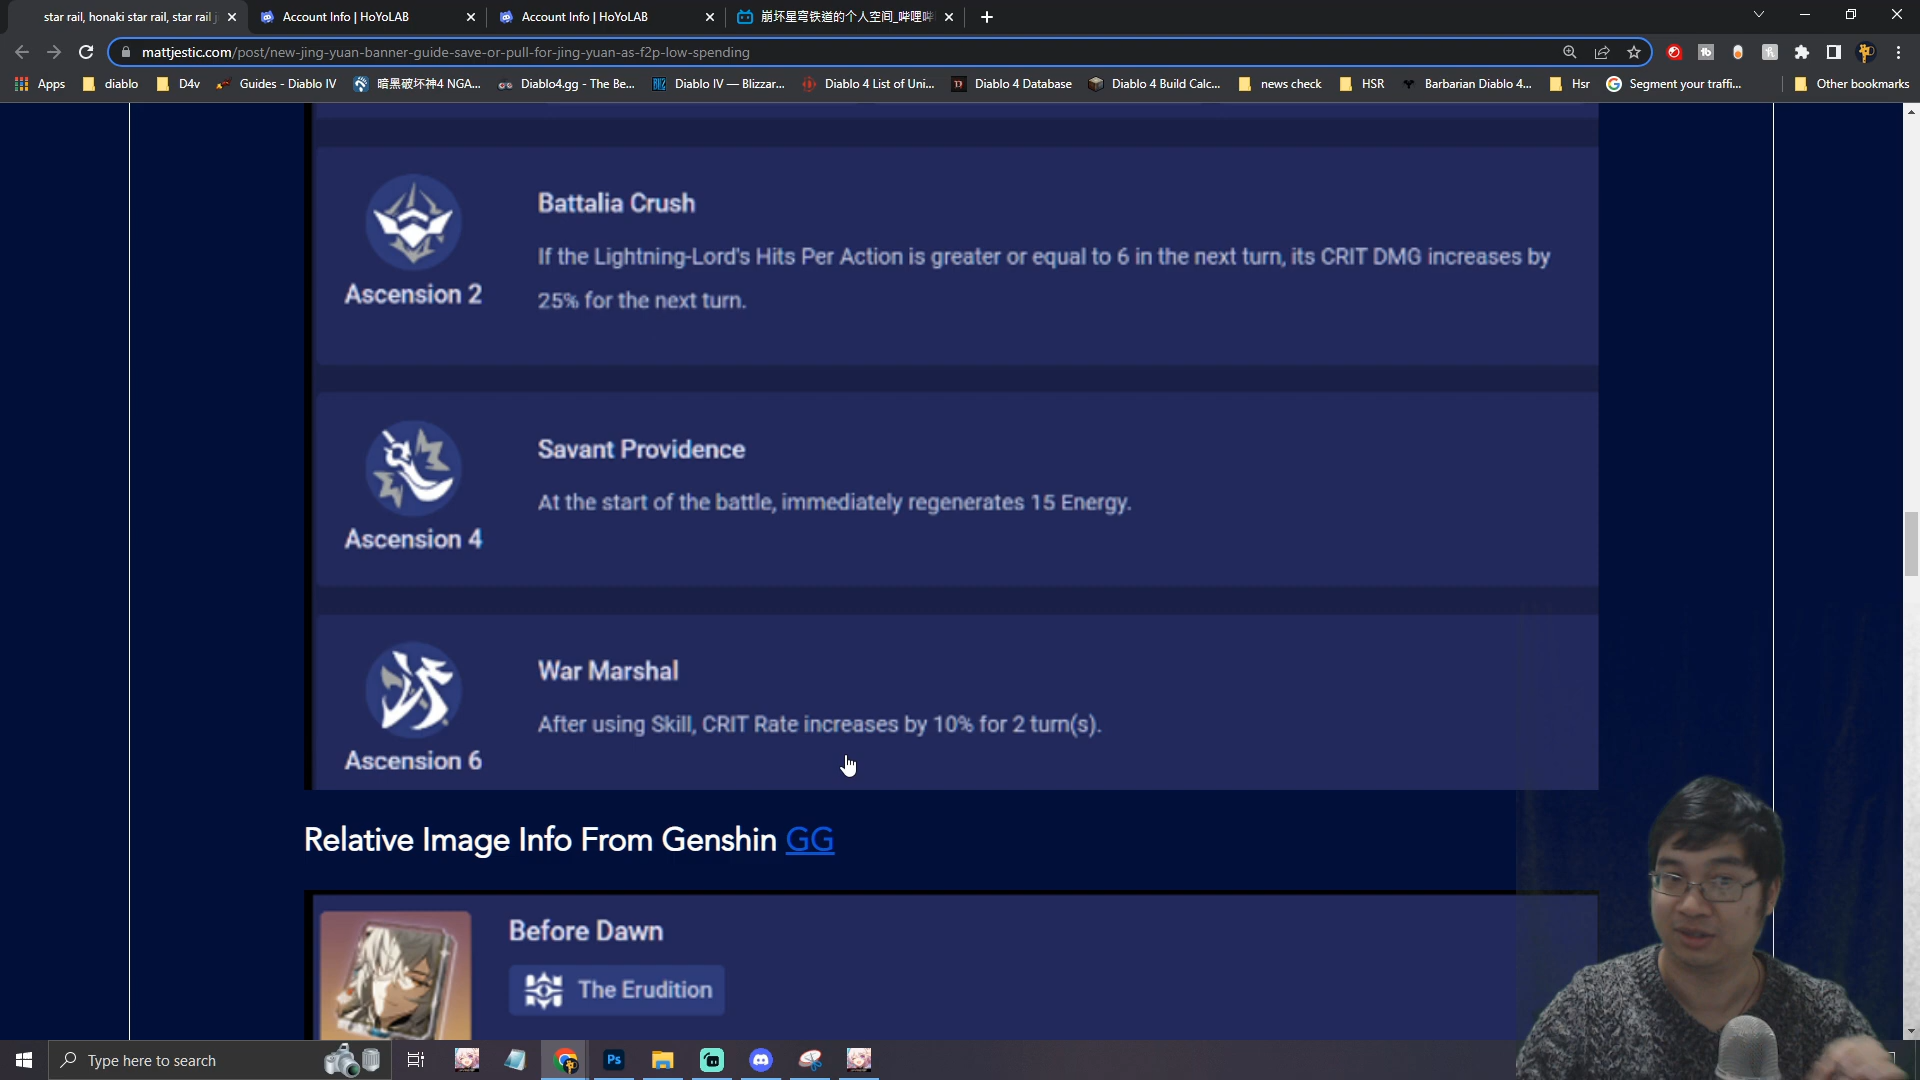 star rail, honaki star rail, star rail j
Account Info | HoYoLAB
Account Info | HoYoLAB
崩坏星穹铁道的个人空间_哔哩哔
mattjestic.com/post/new-jing-yuan-banner-guide-save-or-pull-for-jing-yuan-as-f2p-low-spending
Apps
diablo
D4v
Guides - Diablo IV
暗黑破坏神4 NGA...
Diablo4.gg - The Be...
Diablo IV — Blizzar...
Diablo 4 List of Uni...
Diablo 4 Database
Diablo 4 Build Calc...
news check
HSR
Barbarian Diablo 4...
Hsr
Segment your traffi...
Other bookmarks
Battalia Crush
If the Lightning-Lord's Hits Per Action is greater or equal to 6 in the next turn, its CRIT DMG increases by
25% for the next turn.
Ascension 2
Savant Providence
At the start of the battle, immediately regenerates 15 Energy.
Ascension 4
War Marshal
After using Skill, CRIT Rate increases by 10% for 2 turn(s).
Ascension 6
Relative Image Info From Genshin GG
Before Dawn
The Erudition
Type here to search
Ps